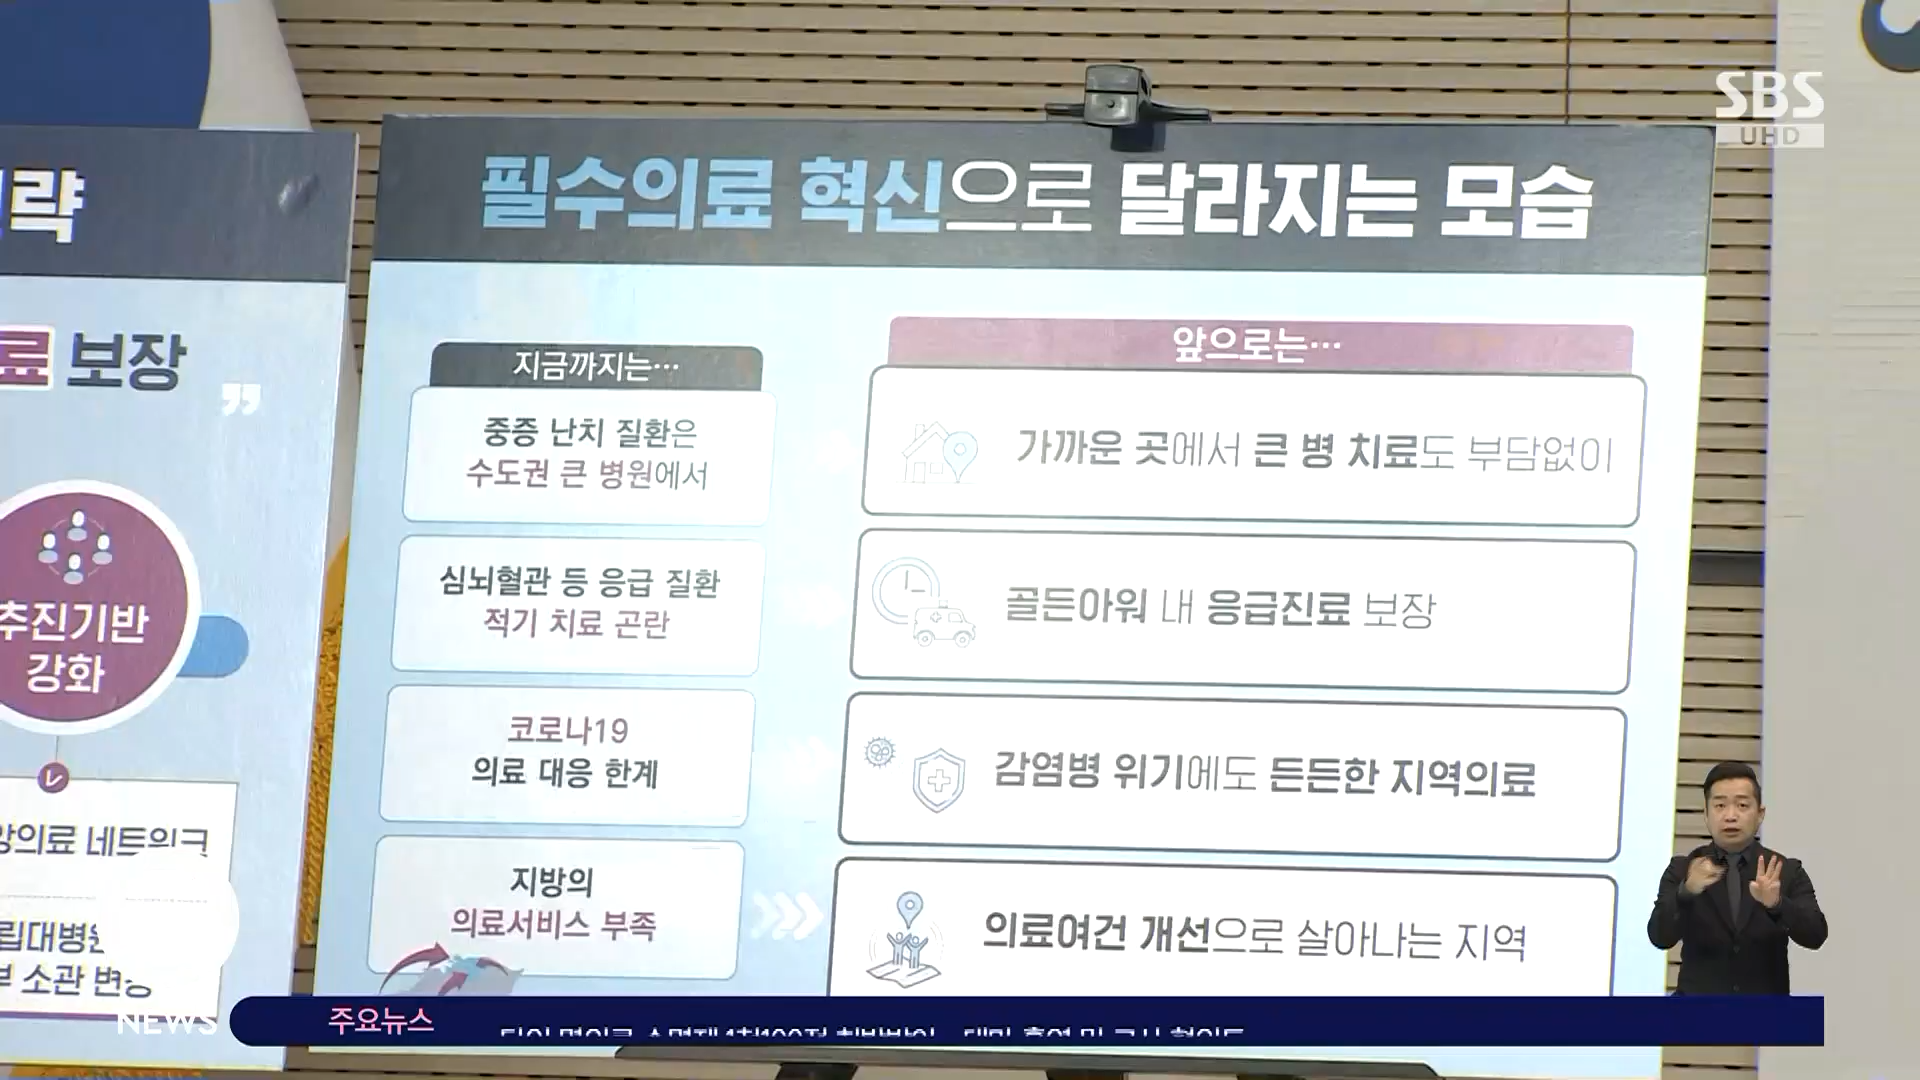 SBS
UHD
필수의료 혁신으로 달라지는 모습
지금까지는…
중증 난치 질환은
수도권 큰 병원에서
심뇌혈관 등 응급 질환
적기 치료 곤란
코로나19
의료 대응 한계
지방의
의료서비스 부족
앞으로는…
가까운 곳에서 큰 병 치료도 부담없이
골든아워 내 응급진료 보장
감염병 위기에도 든든한 지역의료
의료여건 개선으로 살아나는 지역
보장
”
추진기반
강화
네트워크
소관
NEWS
주요뉴스